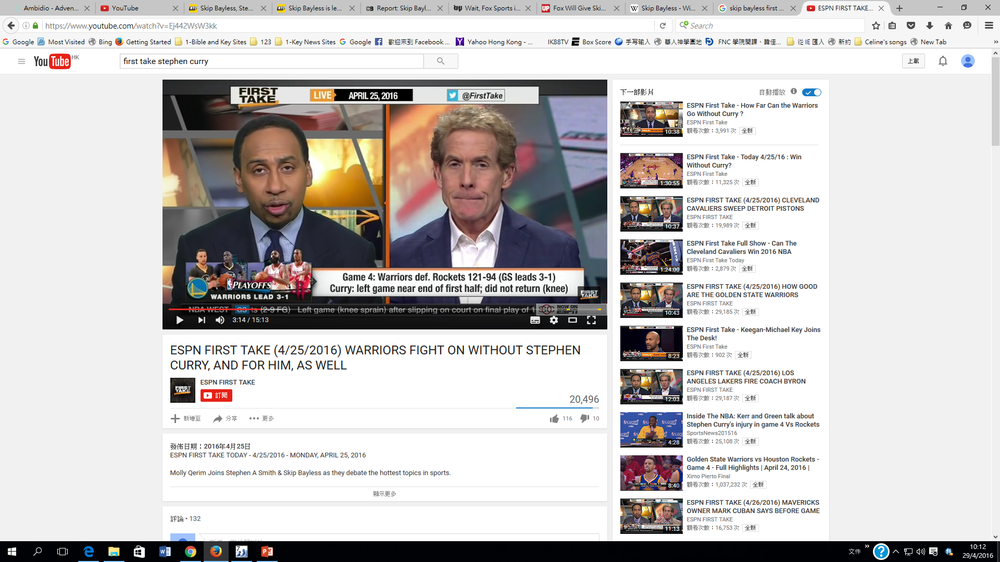 Ambidio - Adven...
YouTube
Skip Bayless, Ste...
Skip Bayless is le...
Report: Skip Bayl...
Wait, Fox Sports i...
Fox Will Give Ski...
Skip Bayless - Wi...
skip bayless first ...
ESPN FIRST TAKE...
https://www.youtube.com/watch?v=Ej442WsW3kk
Search
Google Most Visited Bing Getting Started 1-Bible and Key Sites 123 1-Key News Sites Google 歡迎來到 Facebook ... Yahoo Hong Kong - ... IK88TV Box Score 手写输入 華人神學園地 FNC 學院開課、韓佳... 從 IE 匯入 新約 Celine's songs New Tab
YouTube HK
first take stephen curry
上載
FIRST TAKE
LIVE APRIL 25, 2016
@FirstTake
PLAYOFFS
WARRIORS LEAD 3-1
Game 4: Warriors def. Rockets 121-94 (GS leads 3-1)
Curry: left game near end of first half; did not return (knee)
FIRST TAKE
NBA WEST GS ts (2-9 FG) Left game (knee sprain) after slipping on court on final play of 1
NOW ON ESPN
3:14 / 15:13
ESPN FIRST TAKE (4/25/2016) WARRIORS FIGHT ON WITHOUT STEPHEN
CURRY, AND FOR HIM, AS WELL
FIRST TAKE
ESPN FIRST TAKE
訂閱
20,496
新增至 分享 更多
116 10
發佈日期：2016年4月25日
ESPN FIRST TAKE TODAY - 4/25/2016 - MONDAY, APRIL 25, 2016
Molly Qerim Joins Stephen A Smith & Skip Bayless as they debate the hottest topics in sports.
顯示更多
評論 • 132
下一部影片
自動播放
ESPN First Take - How Far Can the Warriors
Go Without Curry ?
ESPN First Take
觀看次數：3,991 次 全新
10:38
ESPN First Take - Today 4/25/16 : Win
Without Curry?
ESPN First Take
觀看次數：11,325 次 全新
1:30:55
ESPN FIRST TAKE (4/25/2016) CLEVELAND
CAVALIERS SWEEP DETROIT PISTONS
ESPN FIRST TAKE
觀看次數：19,989 次 全新
10:37
ESPN First Take Full Show - Can The
Cleveland Cavaliers Win 2016 NBA
ESPN First Take Today
觀看次數：2,879 次 全新
1:24:00
ESPN FIRST TAKE (4/25/2016) HOW GOOD
ARE THE GOLDEN STATE WARRIORS
ESPN FIRST TAKE
觀看次數：29,185 次 全新
10:43
ESPN First Take - Keegan-Michael Key Joins
The Desk!
ESPN First Take
觀看次數：902 次 全新
8:23
ESPN FIRST TAKE (4/25/2016) LOS
ANGELES LAKERS FIRE COACH BYRON
ESPN FIRST TAKE
觀看次數：29,187 次 全新
12:03
Inside The NBA: Kerr and Green talk about
Stephen Curry's injury in game 4 Vs Rockets
SportsNews201516
觀看次數：25,108 次 全新
4:28
Golden State Warriors vs Houston Rockets -
Game 4 - Full Highlights | April 24, 2016 |
Ximo Pierto Final
觀看次數：1,037,232 次 全新
8:40
ESPN FIRST TAKE (4/26/2016) MAVERICKS
OWNER MARK CUBAN SAYS BEFORE GAME
ESPN FIRST TAKE
觀看次數：16,753 次 全新
11:13
文件
10:12
29/4/2016